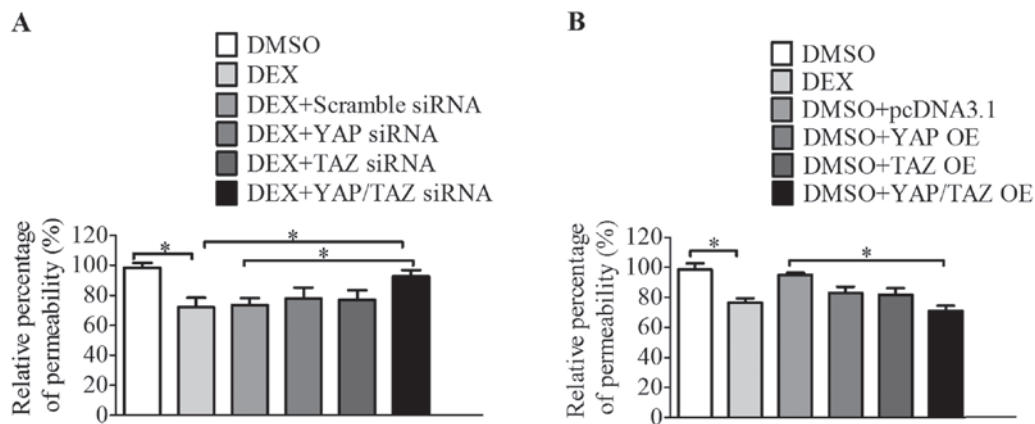 A
DMSO
DEX
DEX+Scramble siRNA
DEX+YAP siRNA
DEX+TAZ siRNA
DEX+YAP/TAZ siRNA
Relative percentage
of permeability (%)
120
100
80
60
40
20
0
*
*
*
B
DMSO
DEX
DMSO+pcDNA3.1
DMSO+YAP OE
DMSO+TAZ OE
DMSO+YAP/TAZ OE
Relative percentage
of permeability (%)
120
100
80
60
40
20
0
*
*